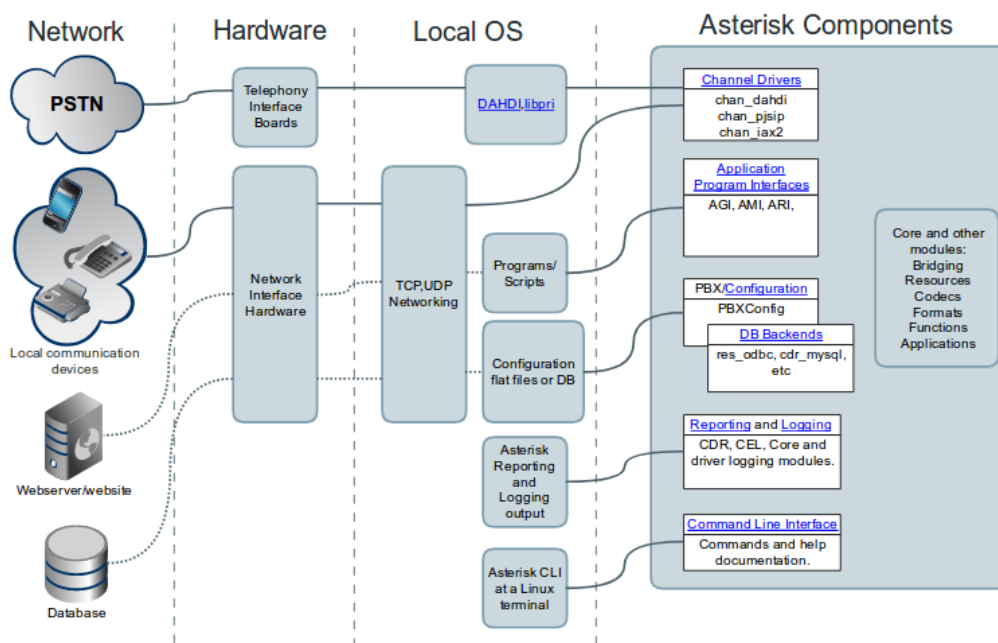 Network
Hardware
Local OS
Asterisk Components
PSTN
Telephony
Interface
Boards
DAHDI,libpri
Channel Drivers
chan_dahdi
chan_pjsip
chan_iax2
Application
Program Interfaces
AGI, AMI, ARI,
Local communication
devices
Network
Interface
Hardware
TCP,UDP
Networking
Programs/
Scripts
Configuration
flat files or DB
PBX/Configuration
PBXConfig
DB Backends
res_odbc, cdr_mysql,
etc
Core and other
modules:
Bridging
Resources
Codecs
Formats
Functions
Applications
Webserver/website
Asterisk
Reporting
and
Logging
output
Reporting and Logging
CDR, CEL, Core and
driver logging modules.
Database
Asterisk CLI
at a Linux
terminal
Command Line Interface
Commands and help
documentation.